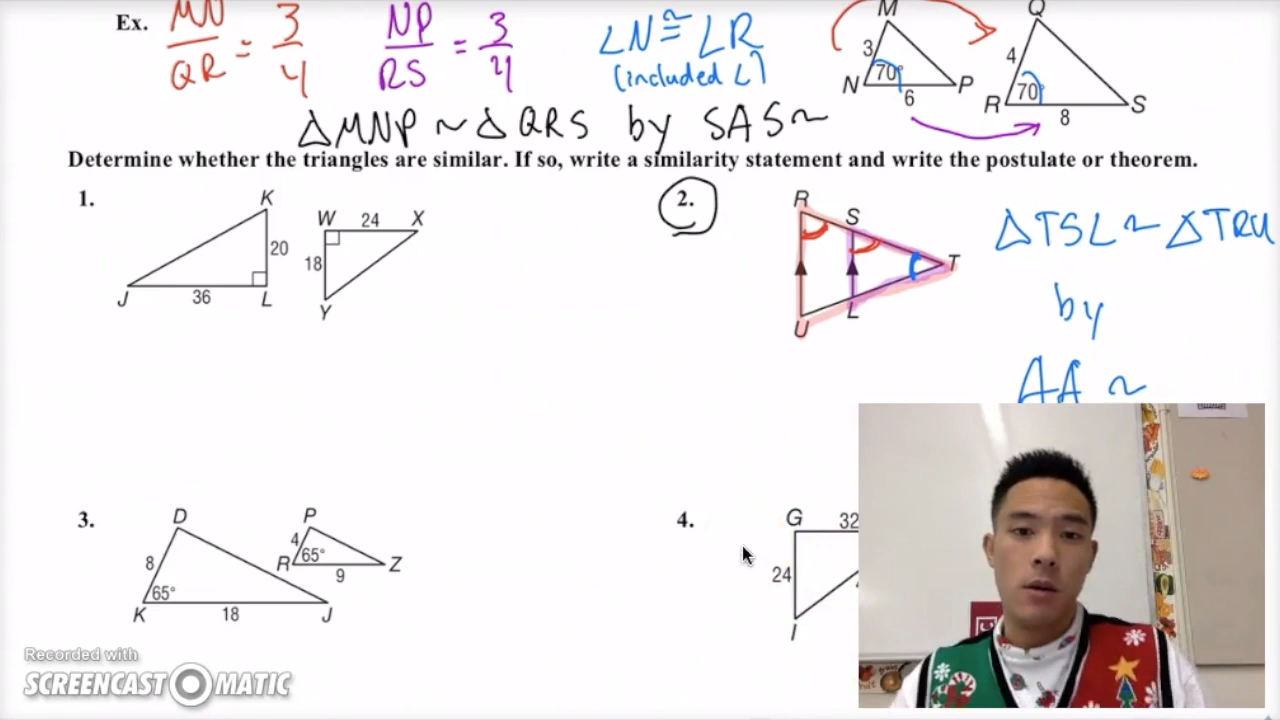 Ex. MN/QR = 3/4 NP/RS = 3/4 ∠N ≅ ∠R (included ∠)
M 3 N 70° 6 P
Q 4 R 70° 8 S
△MNP ~ △QRS by SAS~
Determine whether the triangles are similar. If so, write a similarity statement and write the postulate or theorem.
1.
K 20 J 36 L
W 24 X 18 Y
2.
R S T U L
△TSL ~ △TRU
by
AA ~
3.
D 8 65° K 18 J
P 4 R 65° 9 Z
4.
G 32
24
I
Recorded with
SCREENCAST O MATIC